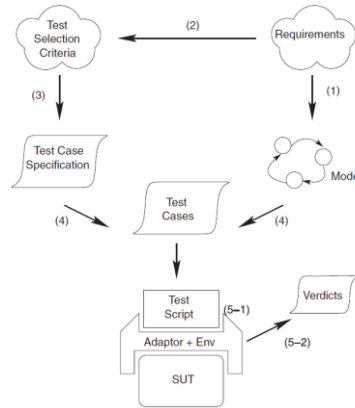 Test
Selection
Criteria
(2)
Requirements
(3)
(1)
Test Case
Specification
Mode
(4)
Test
Cases
(4)
Test
Script
(5-1)
Verdicts
Adaptor + Env
(5-2)
SUT